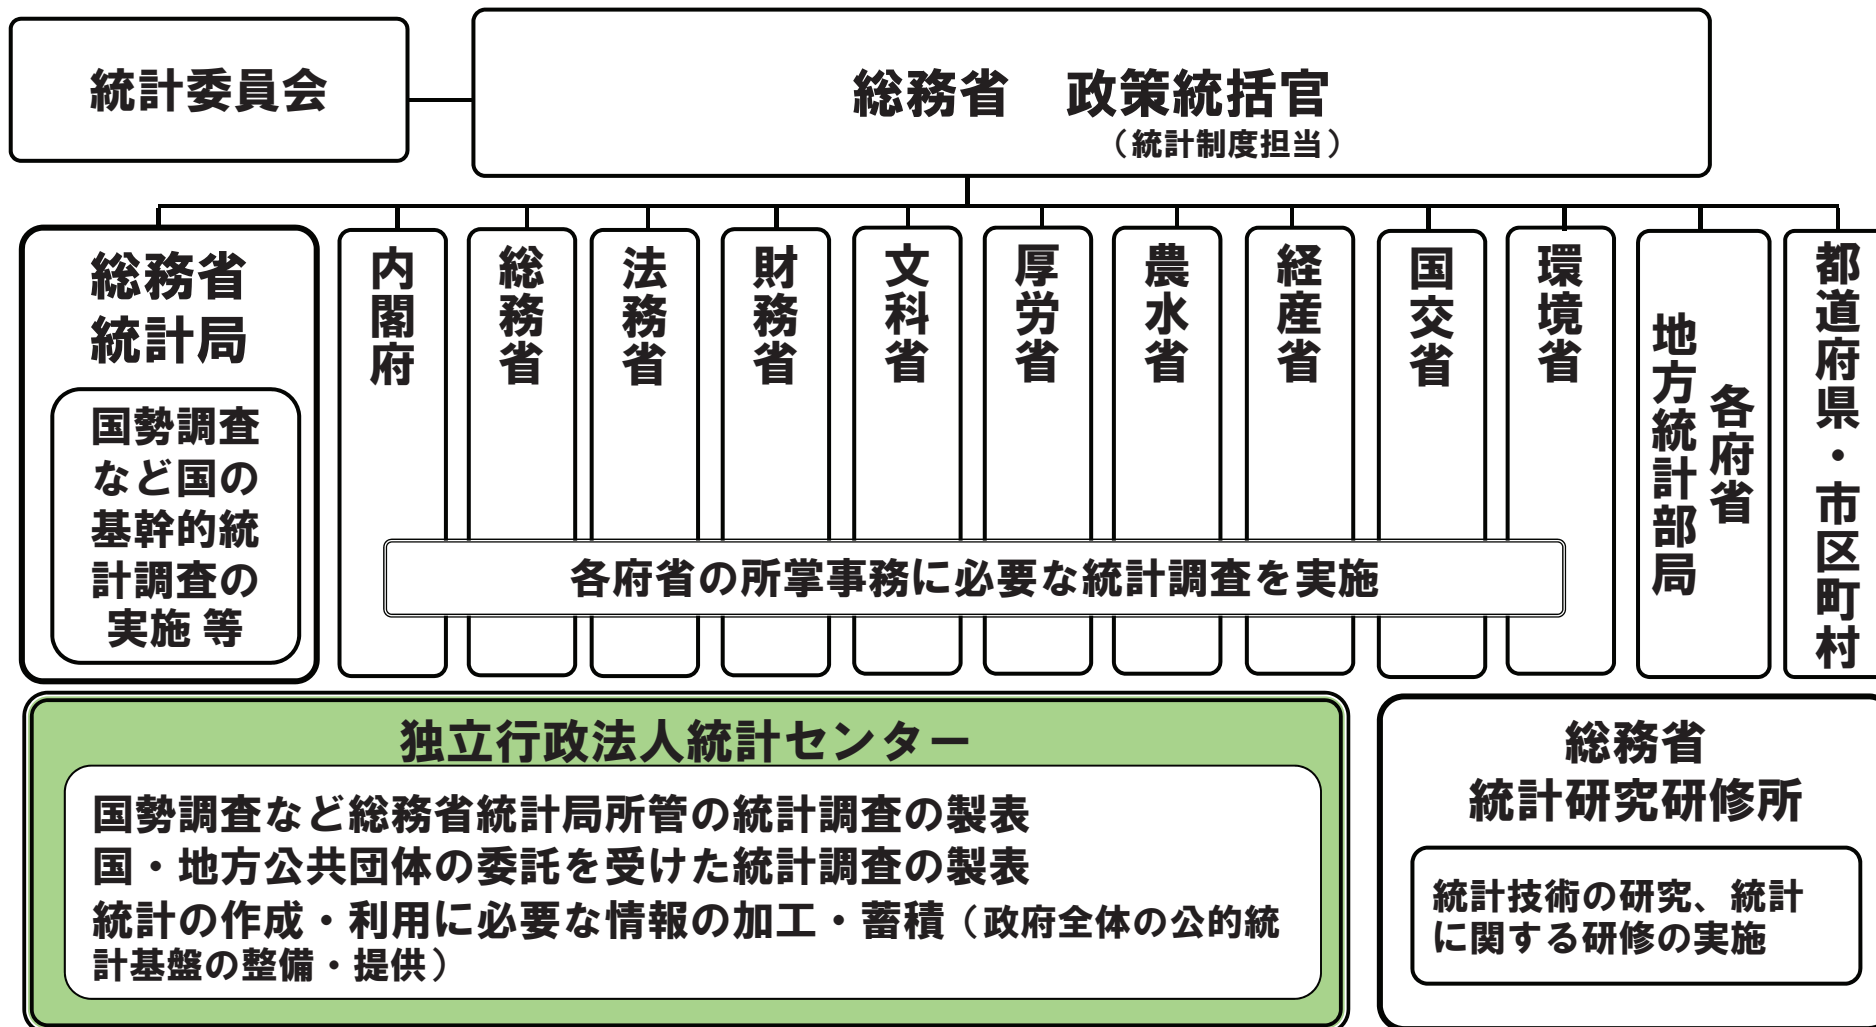 統計委員会
総務省　政策統括官
（統計制度担当）
総務省
統計局
国勢調査
など国の
基幹的統
計調査の
実施 等
内閣府
総務省
法務省
財務省
文科省
厚労省
農水省
経産省
国交省
環境省
各府省
地方統計部局
都道府県・市区町村
各府省の所掌事務に必要な統計調査を実施
独立行政法人統計センター
国勢調査など総務省統計局所管の統計調査の製表
国・地方公共団体の委託を受けた統計調査の製表
統計の作成・利用に必要な情報の加工・蓄積（政府全体の公的統
計基盤の整備・提供）
総務省
統計研究研修所
統計技術の研究、統計
に関する研修の実施